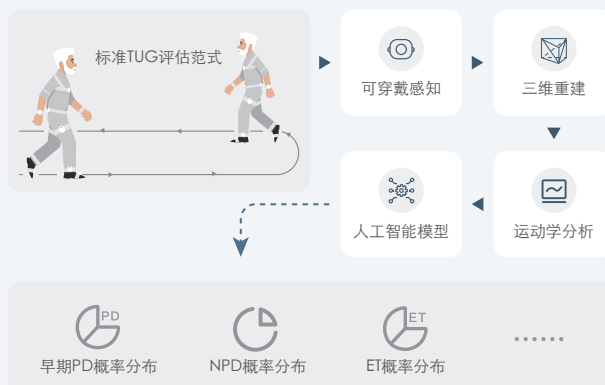 标准TUG评估范式
可穿戴感知
三维重建
人工智能模型
运动学分析
PD
ET
早期PD概率分布
NPD概率分布
ET概率分布
······